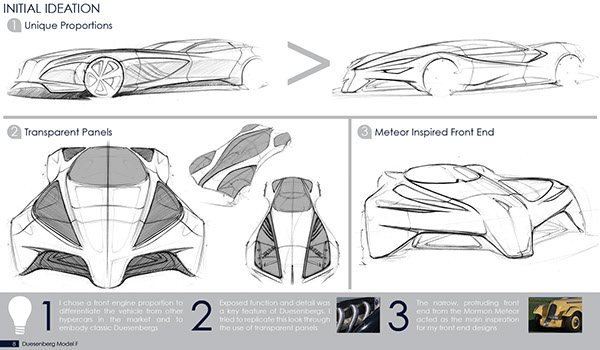 INITIAL IDEATION
1 Unique Proportions
>
2 Transparent Panels
3 Meteor Inspired Front End
1
I chose a front engine proportion to
differentiate the vehicle from other
hypercars in the market and to
embody classic Duesenbergs
2
Exposed function and detail was
a key feature of Duesenbergs, I
tried to replicate this look through
the use of transparent panels
3
The narrow, protruding front
end from the Marmon Meteor
acted as the main inspiration
for my front end designs
8 Duesenberg Model F